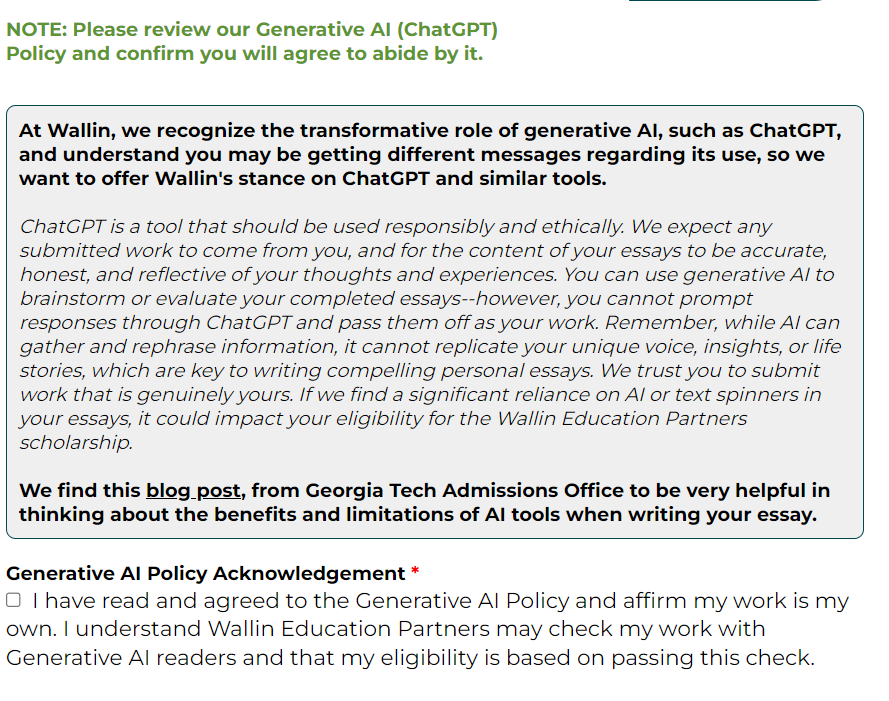 NOTE: Please review our Generative AI (ChatGPT)
Policy and confirm you will agree to abide by it.
At Wallin, we recognize the transformative role of generative AI, such as ChatGPT,
and understand you may be getting different messages regarding its use, so we
want to offer Wallin's stance on ChatGPT and similar tools.
ChatGPT is a tool that should be used responsibly and ethically. We expect any
submitted work to come from you, and for the content of your essays to be accurate,
honest, and reflective of your thoughts and experiences. You can use generative AI to
brainstorm or evaluate your completed essays--however, you cannot prompt
responses through ChatGPT and pass them off as your work. Remember, while AI can
gather and rephrase information, it cannot replicate your unique voice, insights, or life
stories, which are key to writing compelling personal essays. We trust you to submit
work that is genuinely yours. If we find a significant reliance on AI or text spinners in
your essays, it could impact your eligibility for the Wallin Education Partners
scholarship.
We find this blog post, from Georgia Tech Admissions Office to be very helpful in
thinking about the benefits and limitations of AI tools when writing your essay.
Generative AI Policy Acknowledgement *
I have read and agreed to the Generative AI Policy and affirm my work is my
own. I understand Wallin Education Partners may check my work with
Generative AI readers and that my eligibility is based on passing this check.